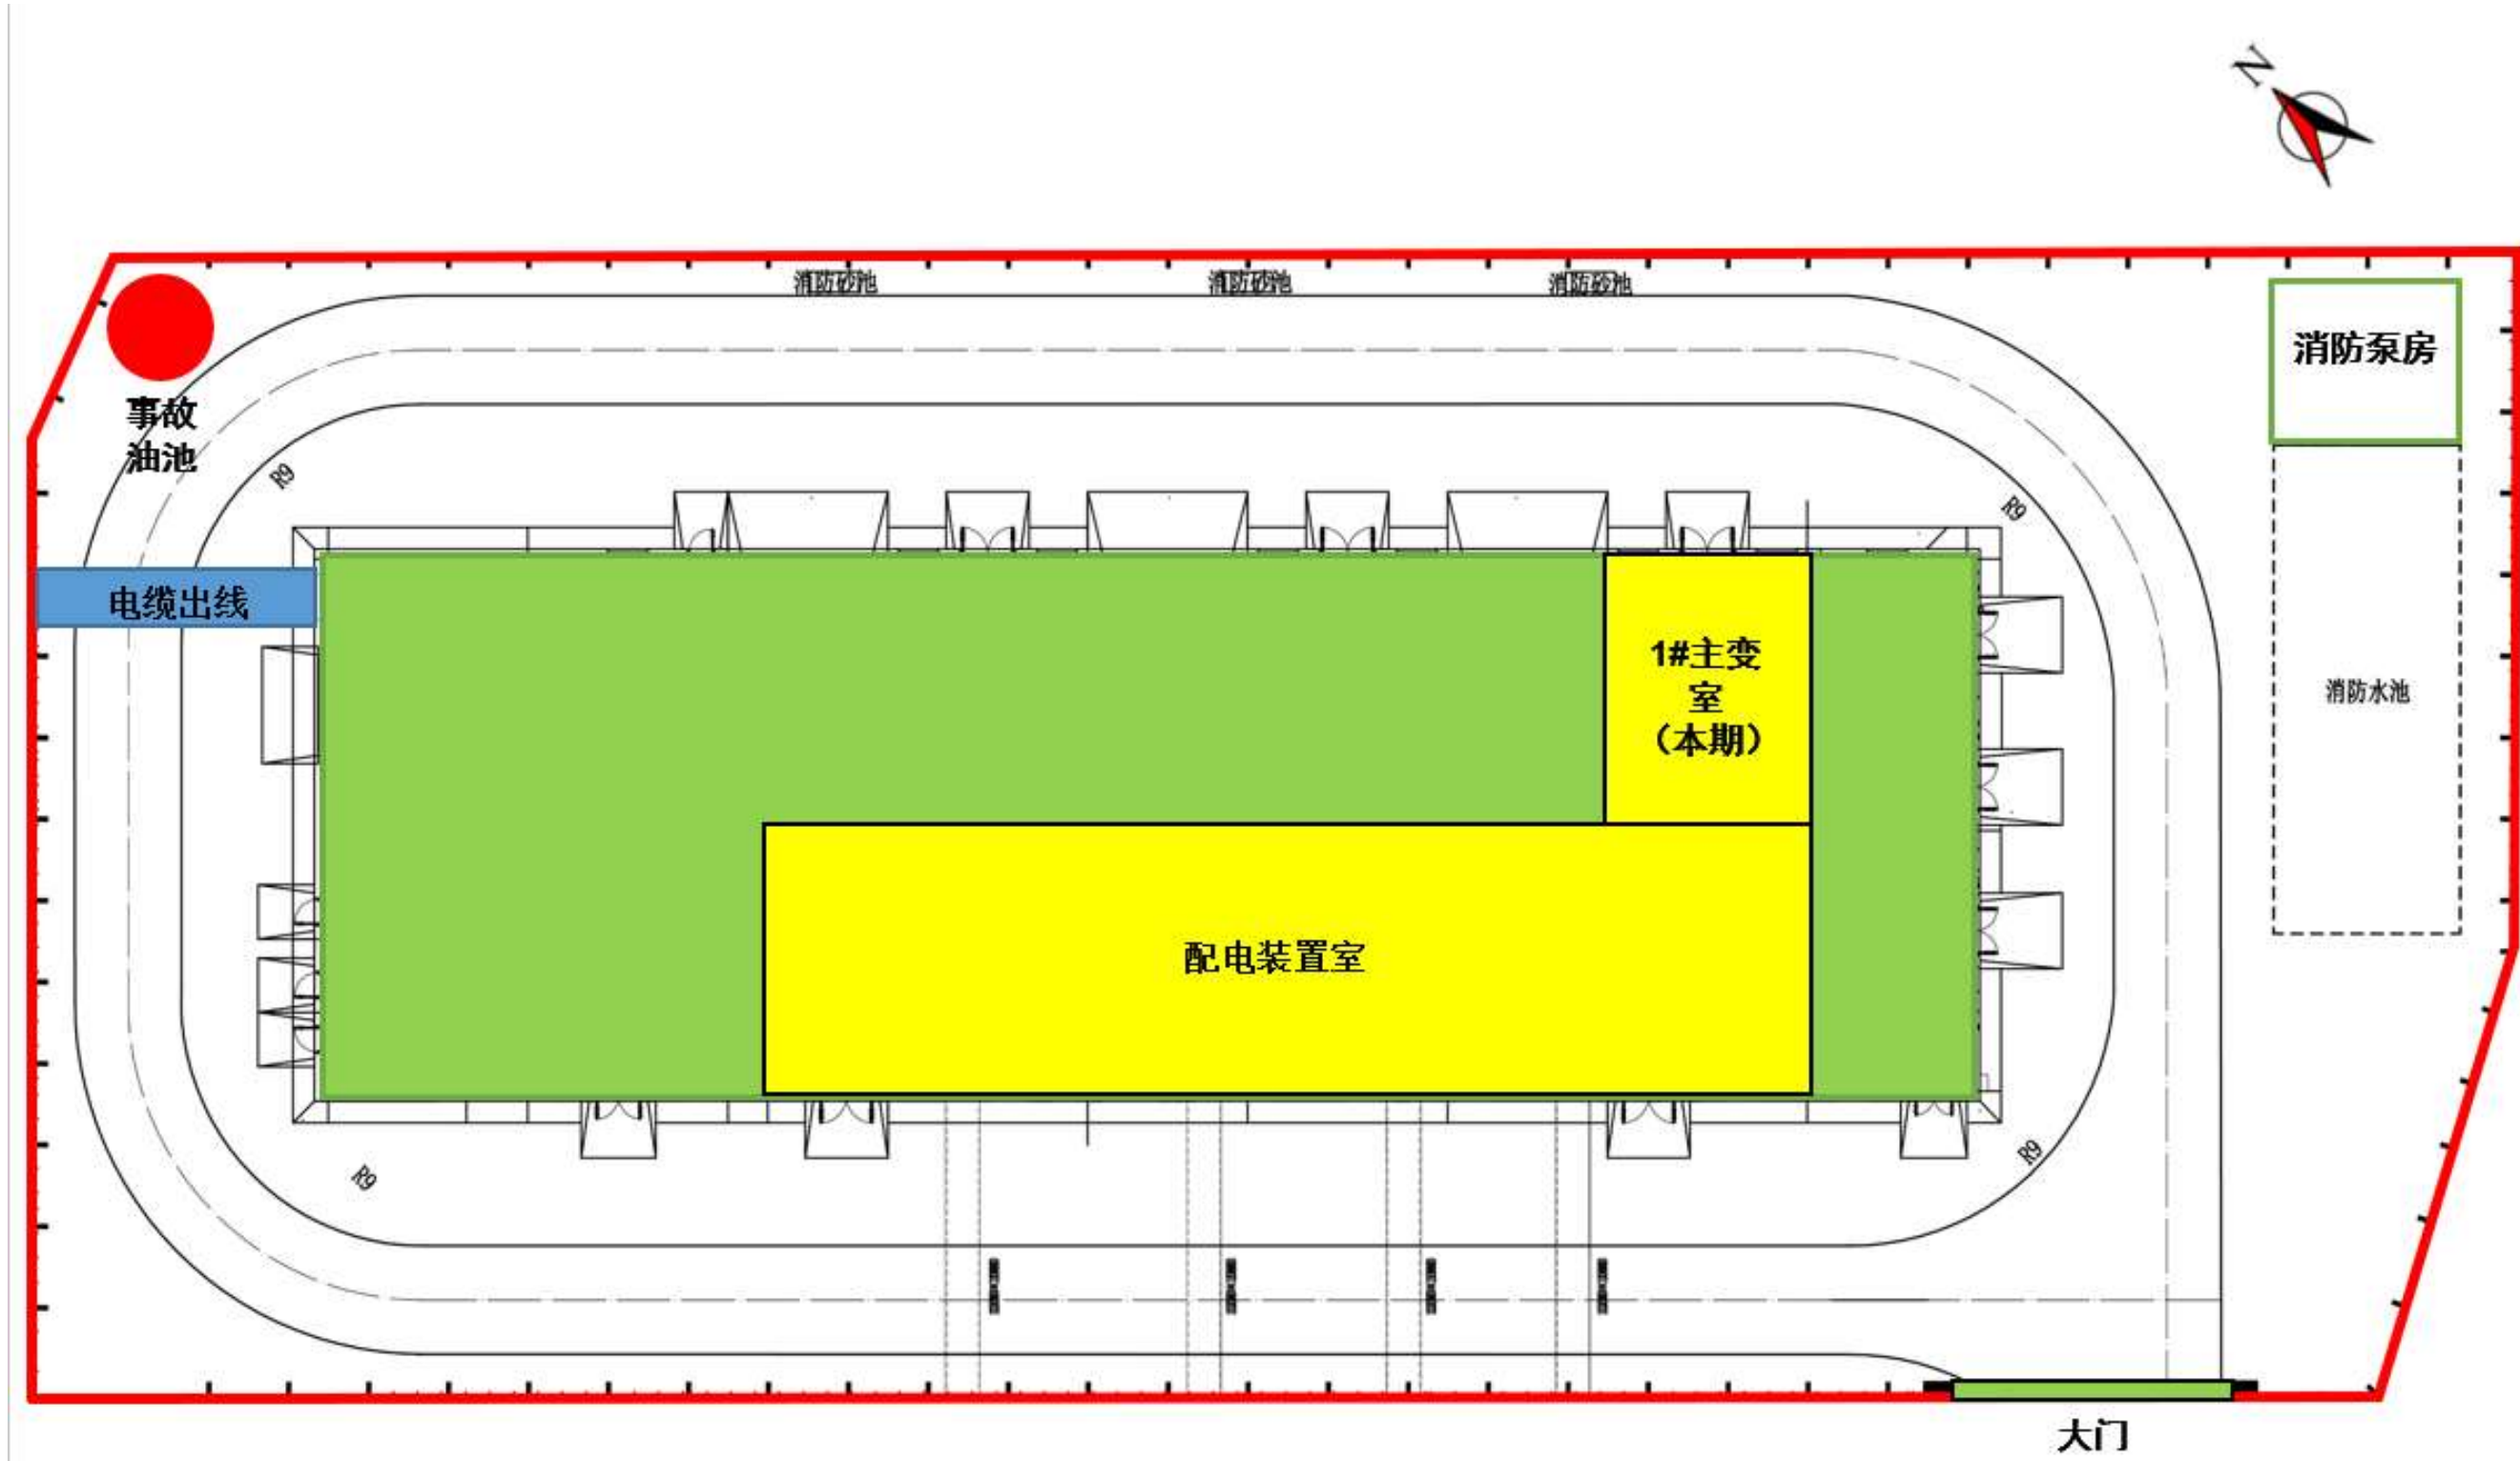 N
消防砂池
消防砂池
消防砂池
消防泵房
事故
油池
R9
R9
电缆出线
1#主变
室
（本期）
消防水池
配电装置室
R9
R9
大门